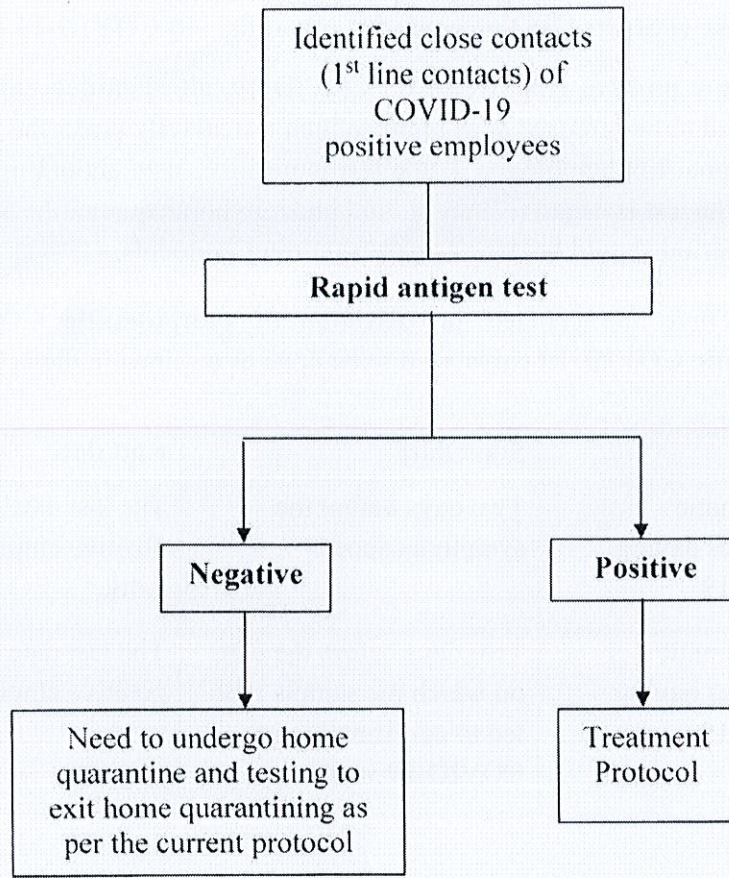 Identified close contacts
(1st line contacts) of
COVID-19
positive employees
Rapid antigen test
Negative
Positive
Need to undergo home
quarantine and testing to
exit home quarantining as
per the current protocol
Treatment
Protocol